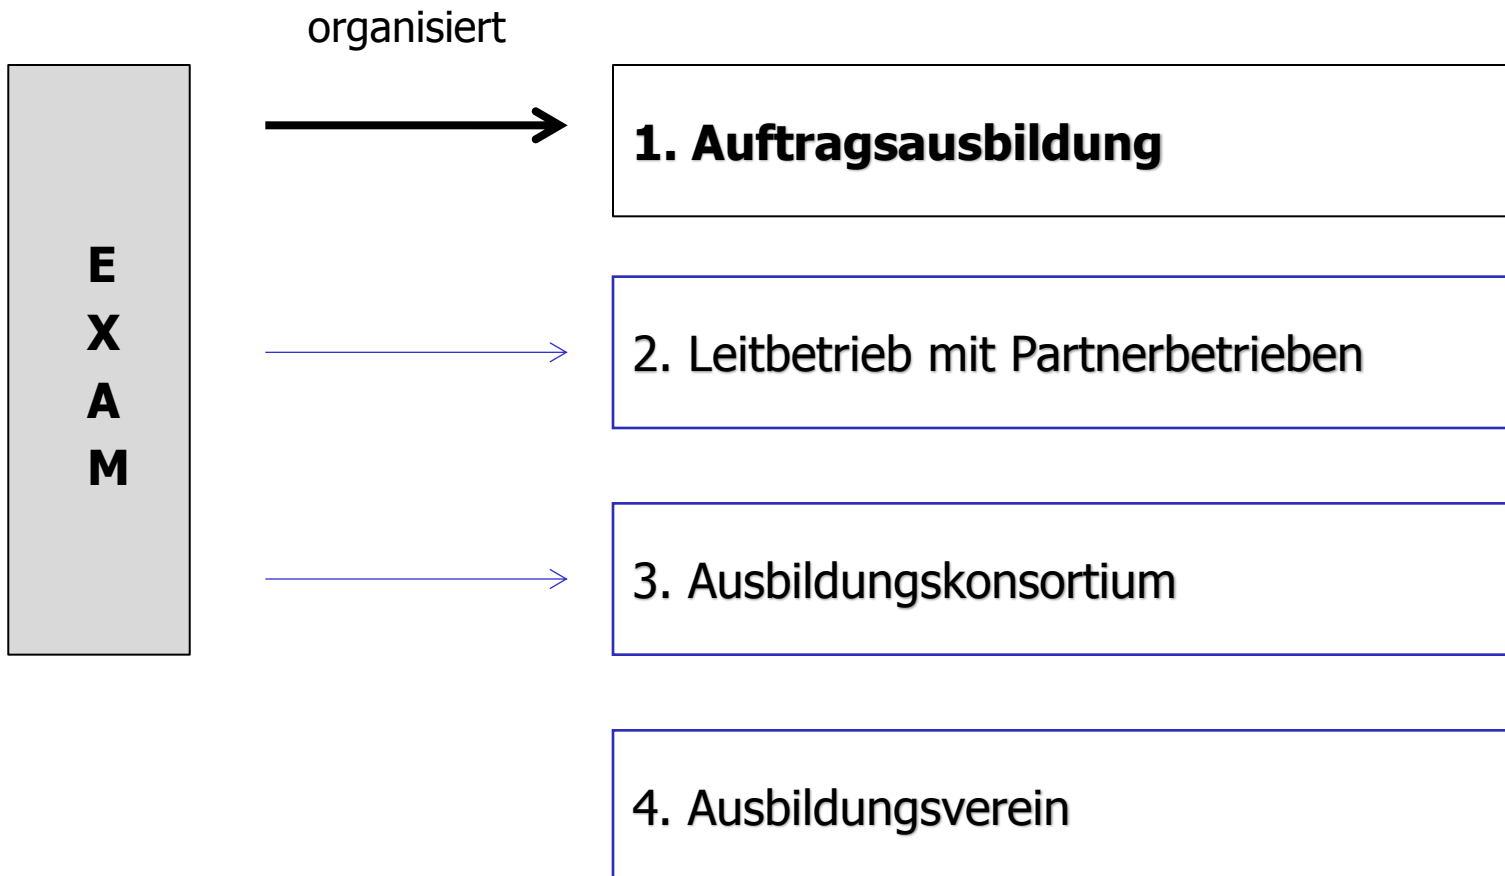 organisiert
1. Auftragsausbildung
E
X
A
M
2. Leitbetrieb mit Partnerbetrieben
3. Ausbildungskonsortium
4. Ausbildungsverein